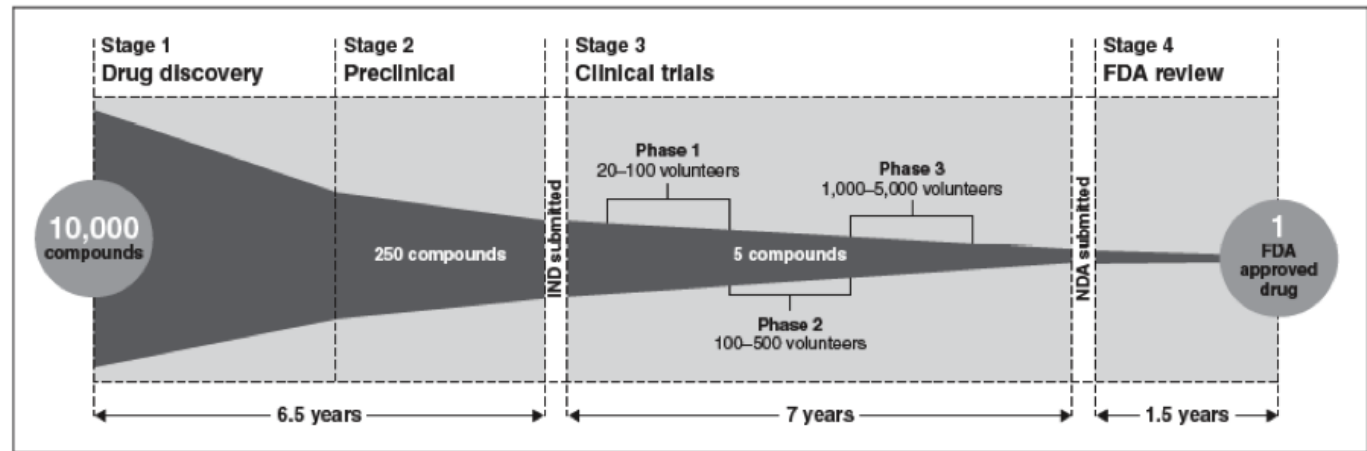 Stage 1
Drug discovery
Stage 2
Preclinical
Stage 3
Clinical trials
Stage 4
FDA review
10,000
compounds
250 compounds
IND submitted
Phase 1
20–100 volunteers
5 compounds
Phase 2
100–500 volunteers
Phase 3
1,000–5,000 volunteers
NDA submitted
1
FDA
approved
drug
6.5 years
7 years
1.5 years